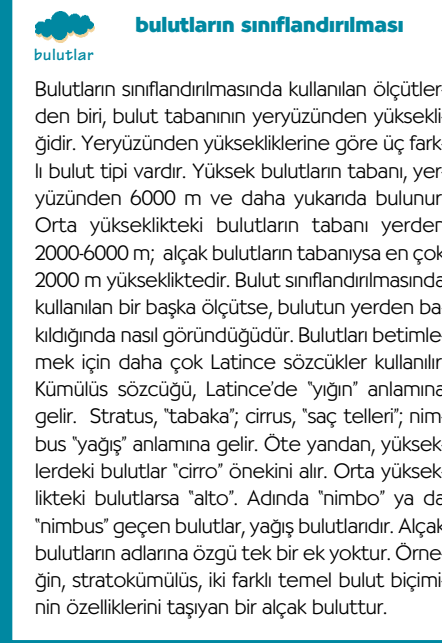 bulutların sınıflandırılması
bulutlar
Bulutların sınıflandırılmasında kullanılan ölçütler-
den biri, bulut tabanının yeryüzünden yüksekli-
ğidir. Yeryüzünden yüksekliklerine göre üç fark-
lı bulut tipi vardır. Yüksek bulutların tabanı, yer-
yüzünden 6000 m ve daha yukarıda bulunur.
Orta yükseklikteki bulutların tabanı yerden
2000-6000 m; alçak bulutların tabanıysa en çok
2000 m yüksekliktedir. Bulut sınıflandırılmasında
kullanılan bir başka ölçütse, bulutun yerden ba-
kıldığında nasıl göründüğüdür. Bulutları betimle-
mek için daha çok Latince sözcükler kullanılır.
Kümülüs sözcüğü, Latince'de "yığın" anlamına
gelir. Stratus, "tabaka"; cirrus, "saç telleri"; nim-
bus "yağış" anlamına gelir. Öte yandan, yüksek-
lerdeki bulutlar "cirro" önekini alır. Orta yüksek-
likteki bulutlarsa "alto". Adında "nimbo" ya da
"nimbus" geçen bulutlar, yağış bulutlarıdır. Alçak
bulutların adlarına özgü tek bir ek yoktur. Örne-
ğin, stratokümülüs, iki farklı temel bulut biçimi-
nin özelliklerini taşıyan bir alçak buluttur.